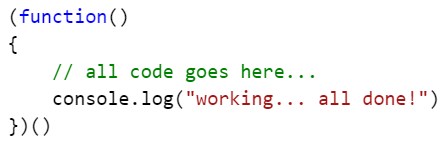 (function()
{
    // all code goes here...
    console.log("working... all done!")
})()